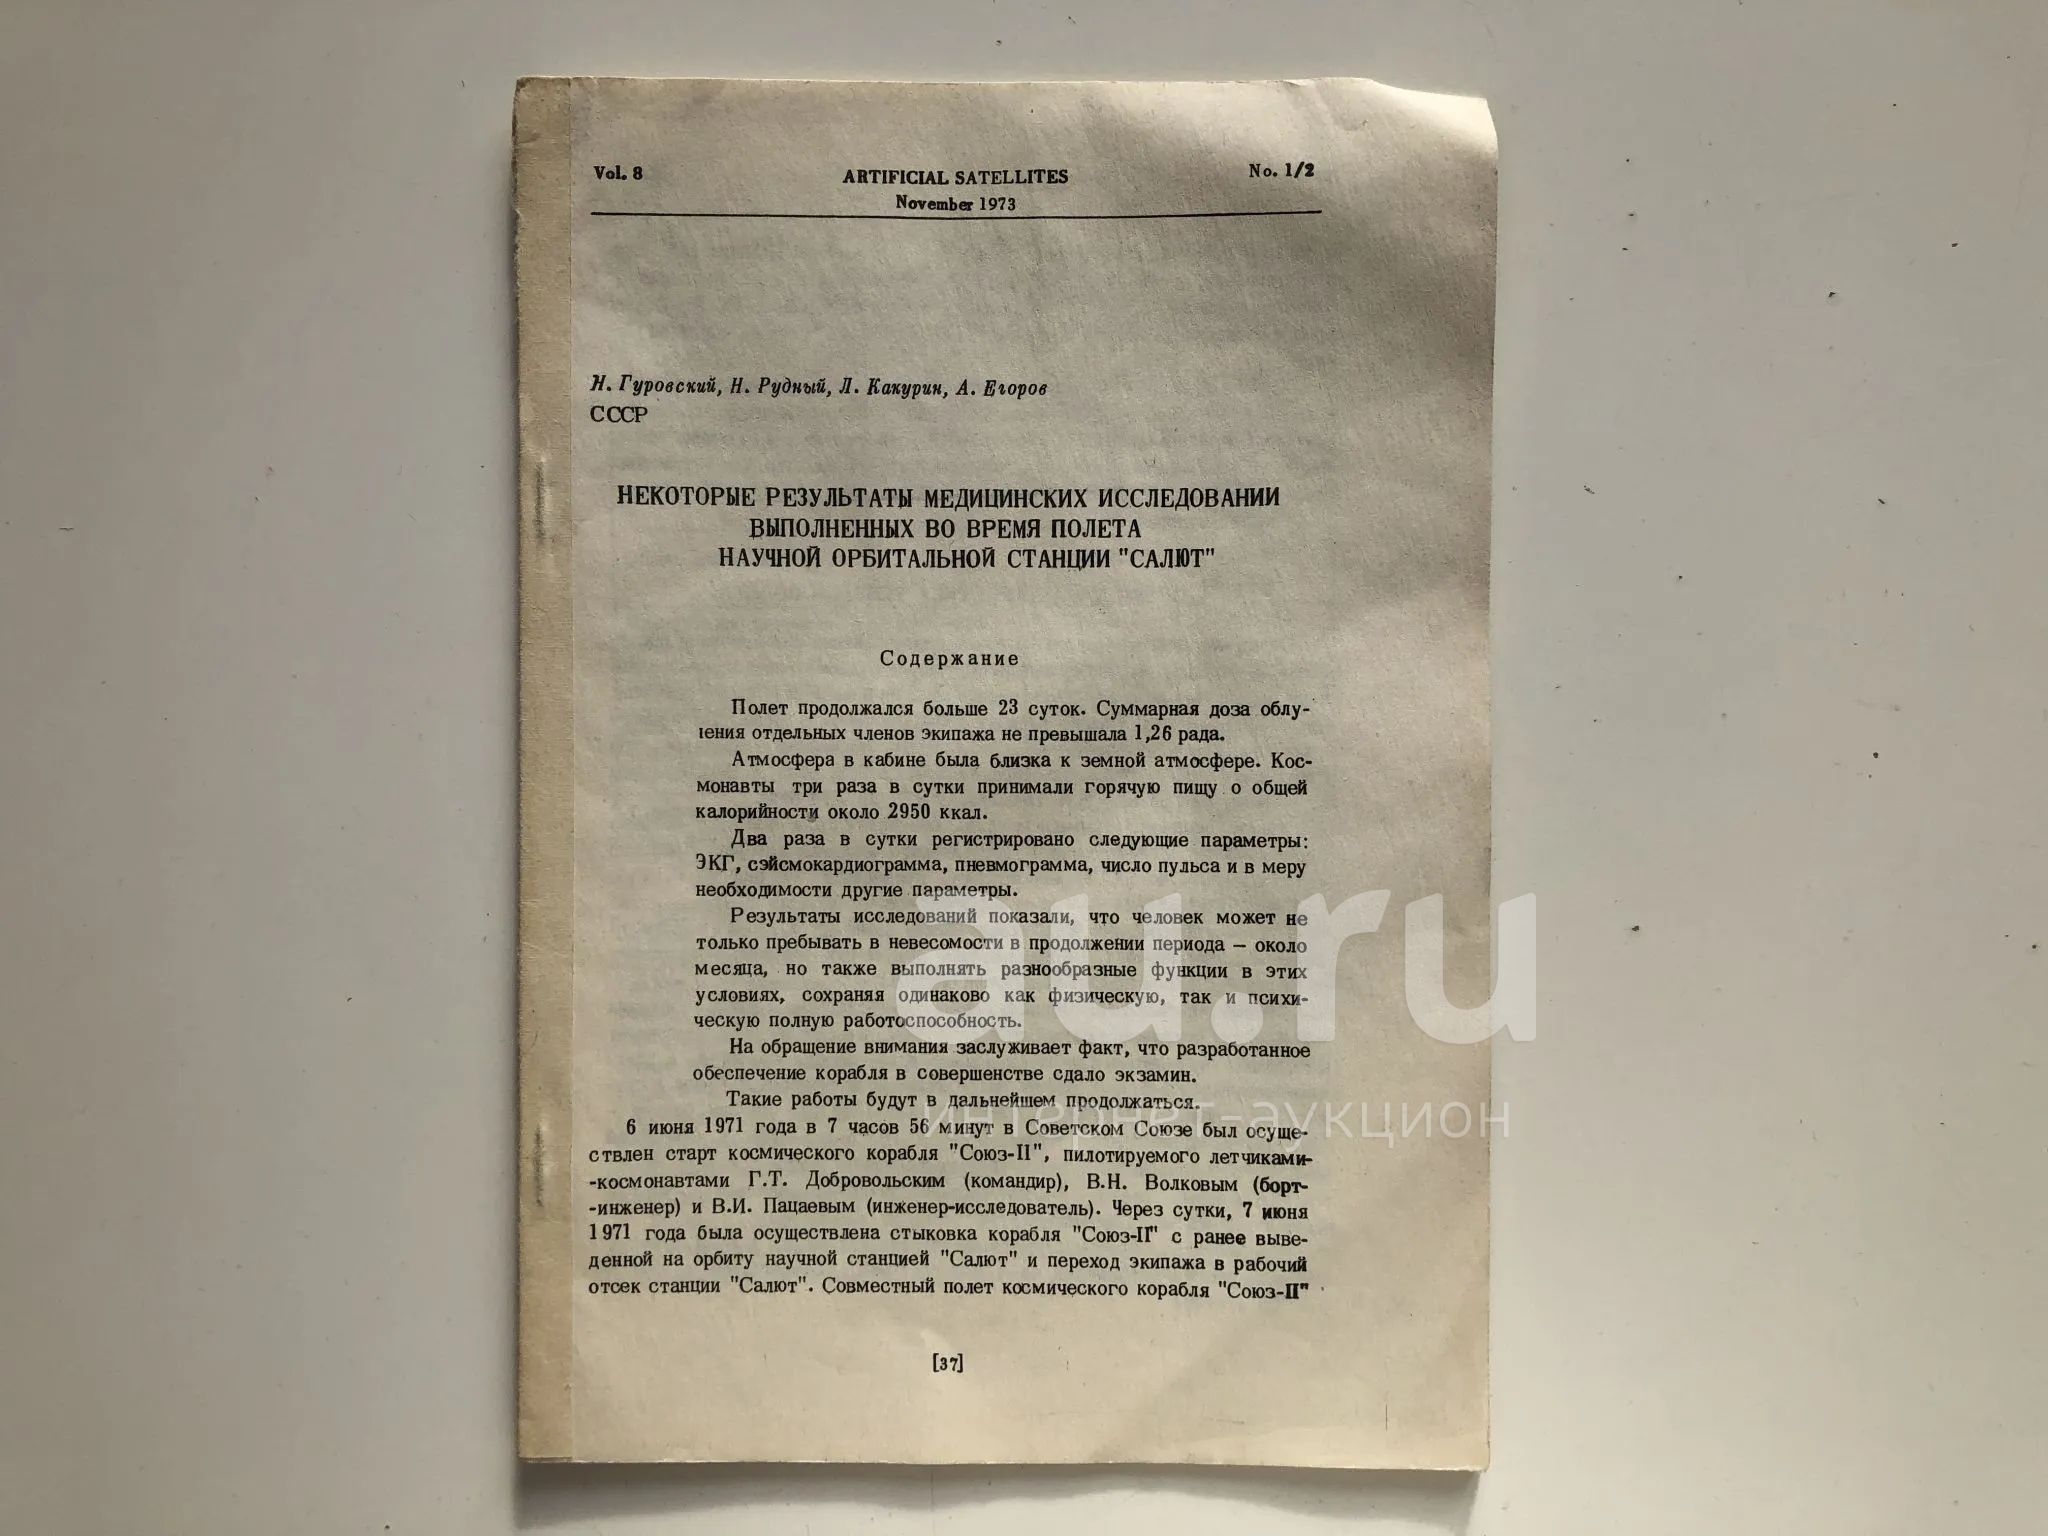 Vol. 8 ARTIFICIAL SATELLITES No. 1/2
November 1973
Н. Гуровский, Н. Рудный, Л. Какурин, А. Егоров
СССР
НЕКОТОРЫЕ РЕЗУЛЬТАТЫ МЕДИЦИНСКИХ ИССЛЕДОВАНИИ
ВЫПОЛНЕННЫХ ВО ВРЕМЯ ПОЛЕТА
НАУЧНОЙ ОРБИТАЛЬНОЙ СТАНЦИИ "САЛЮТ"
Содержание
Полет продолжался больше 23 суток. Суммарная доза облу-
чения отдельных членов экипажа не превышала 1,26 рада.
Атмосфера в кабине была близка к земной атмосфере. Кос-
монавты три раза в сутки принимали горячую пищу о общей
калорийности около 2950 ккал.
Два раза в сутки регистрировано следующие параметры:
ЭКГ, сэйсмокардиограмма, пневмограмма, число пульса и в меру
необходимости другие параметры.
Результаты исследований показали, что человек может не
только пребывать в невесомости в продолжении периода – около
месяца, но также выполнять разнообразные функции в этих
условиях, сохраняя одинаково как физическую, так и психи-
ческую полную работоспособность.
На обращение внимания заслуживает факт, что разработанное
обеспечение корабля в совершенстве сдало экзамин.
Такие работы будут в дальнейшем продолжаться.
6 июня 1971 года в 7 часов 56 минут в Советском Союзе был осуще-
ствлен старт космического корабля "Союз-II", пилотируемого летчиками-
-космонавтами Г.Т. Добровольским (командир), В.Н. Волковым (борт-
-инженер) и В.И. Пацаевым (инженер-исследователь). Через сутки, 7 июня
1971 года была осуществлена стыковка корабля "Союз-II" с ранее выве-
денной на орбиту научной станцией "Салют" и переход экипажа в рабочий
отсек станции "Салют". Совместный полет космического корабля "Союз-II"
[37]
au.ru
интернет-аукцион